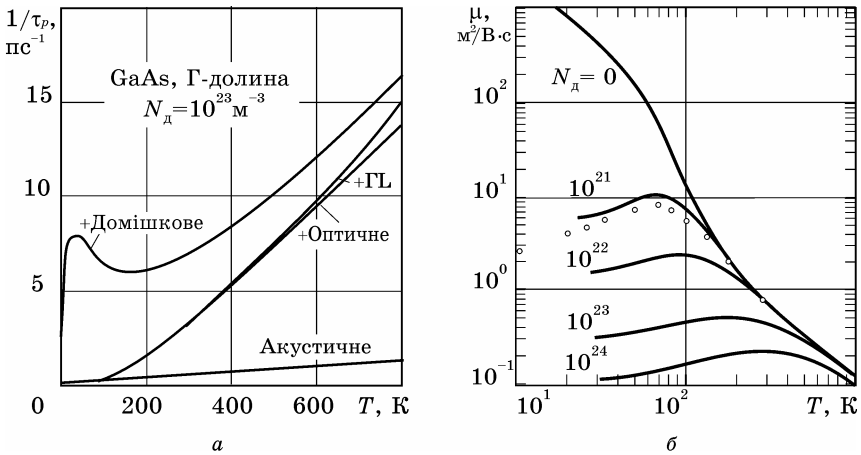 1/τₚ,
пс⁻¹
GaAs, Г-долина
Nд=10²³м⁻³
15
10
5
0
+ГL
+Домішкове
+Оптичне
Акустичне
200
400
600
T, К
а
μ,
м²/В·с
Nд= 0
10²
10¹
10⁰
10⁻¹
10²¹
10²²
10²³
10²⁴
10¹
10²
T, К
б